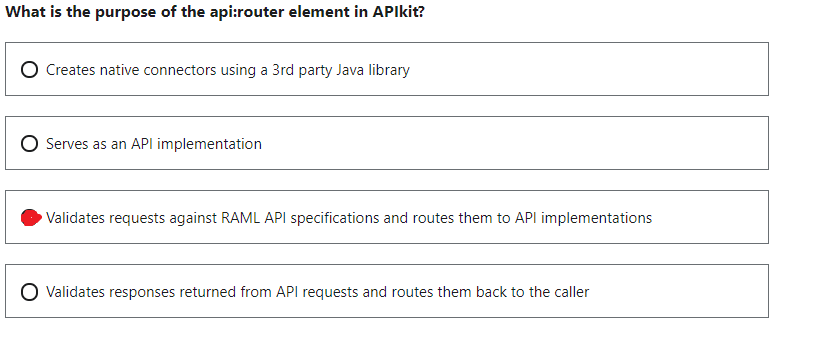 What is the purpose of the api:router element in APIkit?
Creates native connectors using a 3rd party Java library
Serves as an API implementation
Validates requests against RAML API specifications and routes them to API implementations
Validates responses returned from API requests and routes them back to the caller